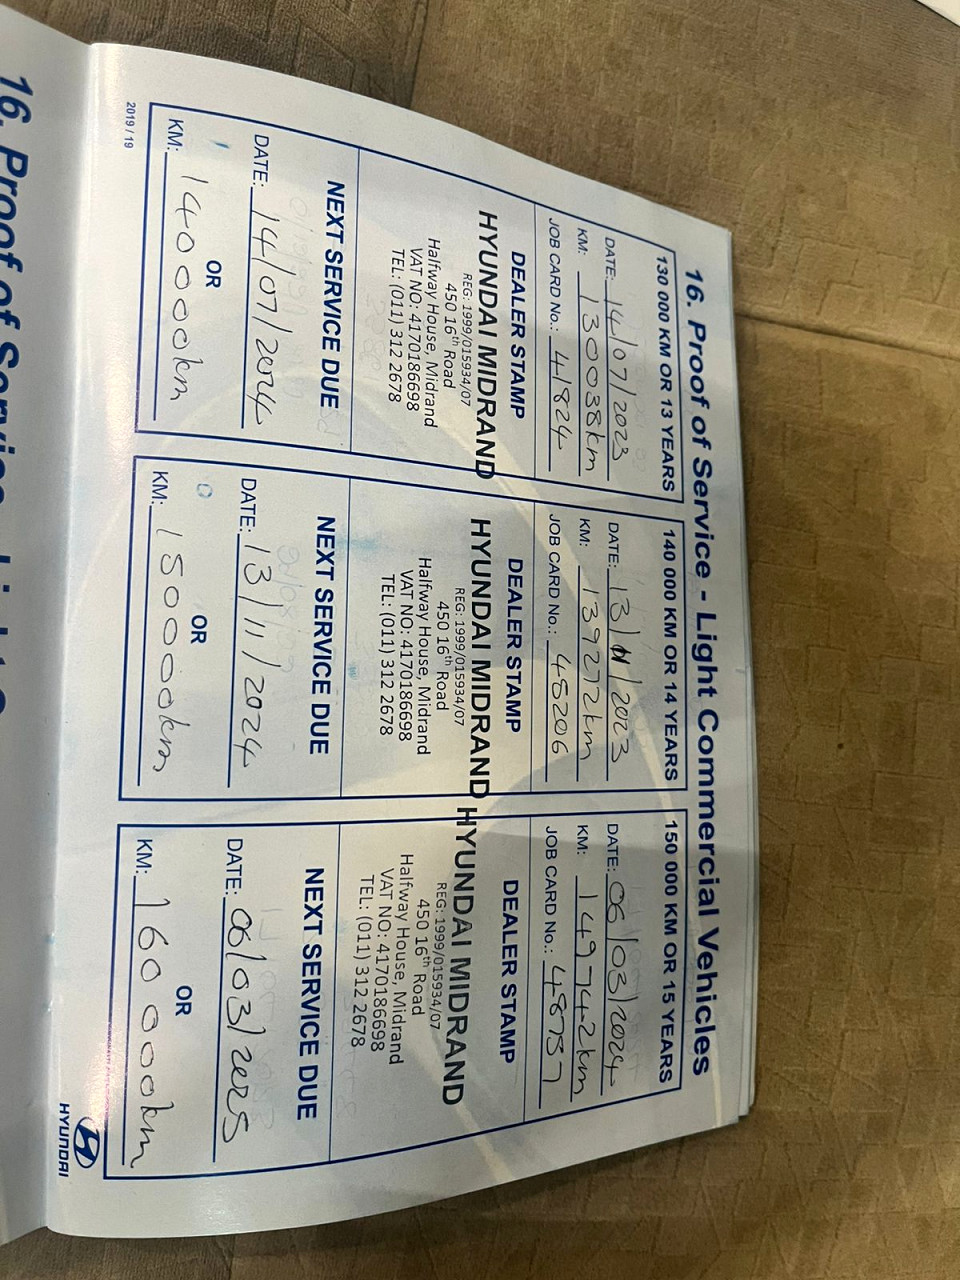 16. Proof of Service - Light Commercial Vehicles
130 000 KM OR 13 YEARS
DATE: 14/07/2023
KM: 130038km
JOB CARD No.: 41824
DEALER STAMP
HYUNDAI MIDRAND
REG: 1999/015934/07
450 16th Road
Halfway House, Midrand
VAT NO: 4170186698
TEL: (011) 312 2678
NEXT SERVICE DUE
DATE: 14/07/2024
OR
KM: 140000km
140 000 KM OR 14 YEARS
DATE: 13/11/2023
KM: 139272km
JOB CARD No.: 45206
DEALER STAMP
HYUNDAI MIDRAND
REG: 1999/015934/07
450 16th Road
Halfway House, Midrand
VAT NO: 4170186698
TEL: (011) 312 2678
NEXT SERVICE DUE
DATE: 13/11/2024
OR
KM: 150000km
150 000 KM OR 15 YEARS
DATE: 06/03/2024
KM: 149742km
JOB CARD No.:
DEALER STAMP
HYUNDAI MIDRAND
REG: 1999/015934/07
450 16th Road
Halfway House, Midrand
VAT NO: 4170186698
TEL: (011) 312 2678
NEXT SERVICE DUE
DATE: 06/03/2025
OR
KM: 160000km
2019 / 19
HYUNDAI
16. Proof of Service